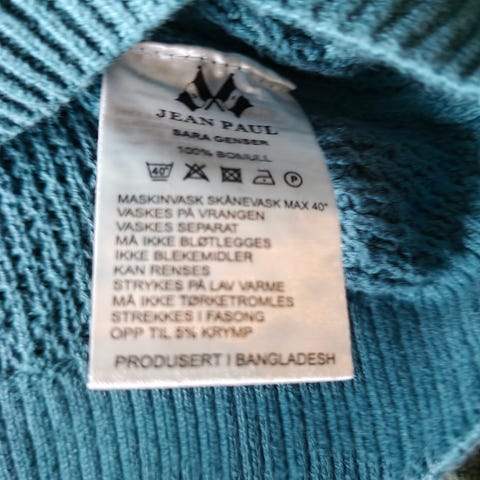 JEAN PAUL
SARA GENSER
100% BOMULL
40°
P
MASKINVASK SKÅNEVASK MAX 40°
VASKES PÅ VRANGEN
VASKES SEPARAT
MÅ IKKE BLØTLEGGES
IKKE BLEKEMIDLER
KAN RENSES
STRYKES PÅ LAV VARME
MÅ IKKE TØRKETROMLES
STREKKES I FASONG
OPP TIL 5% KRYMP
PRODUSERT I BANGLADESH